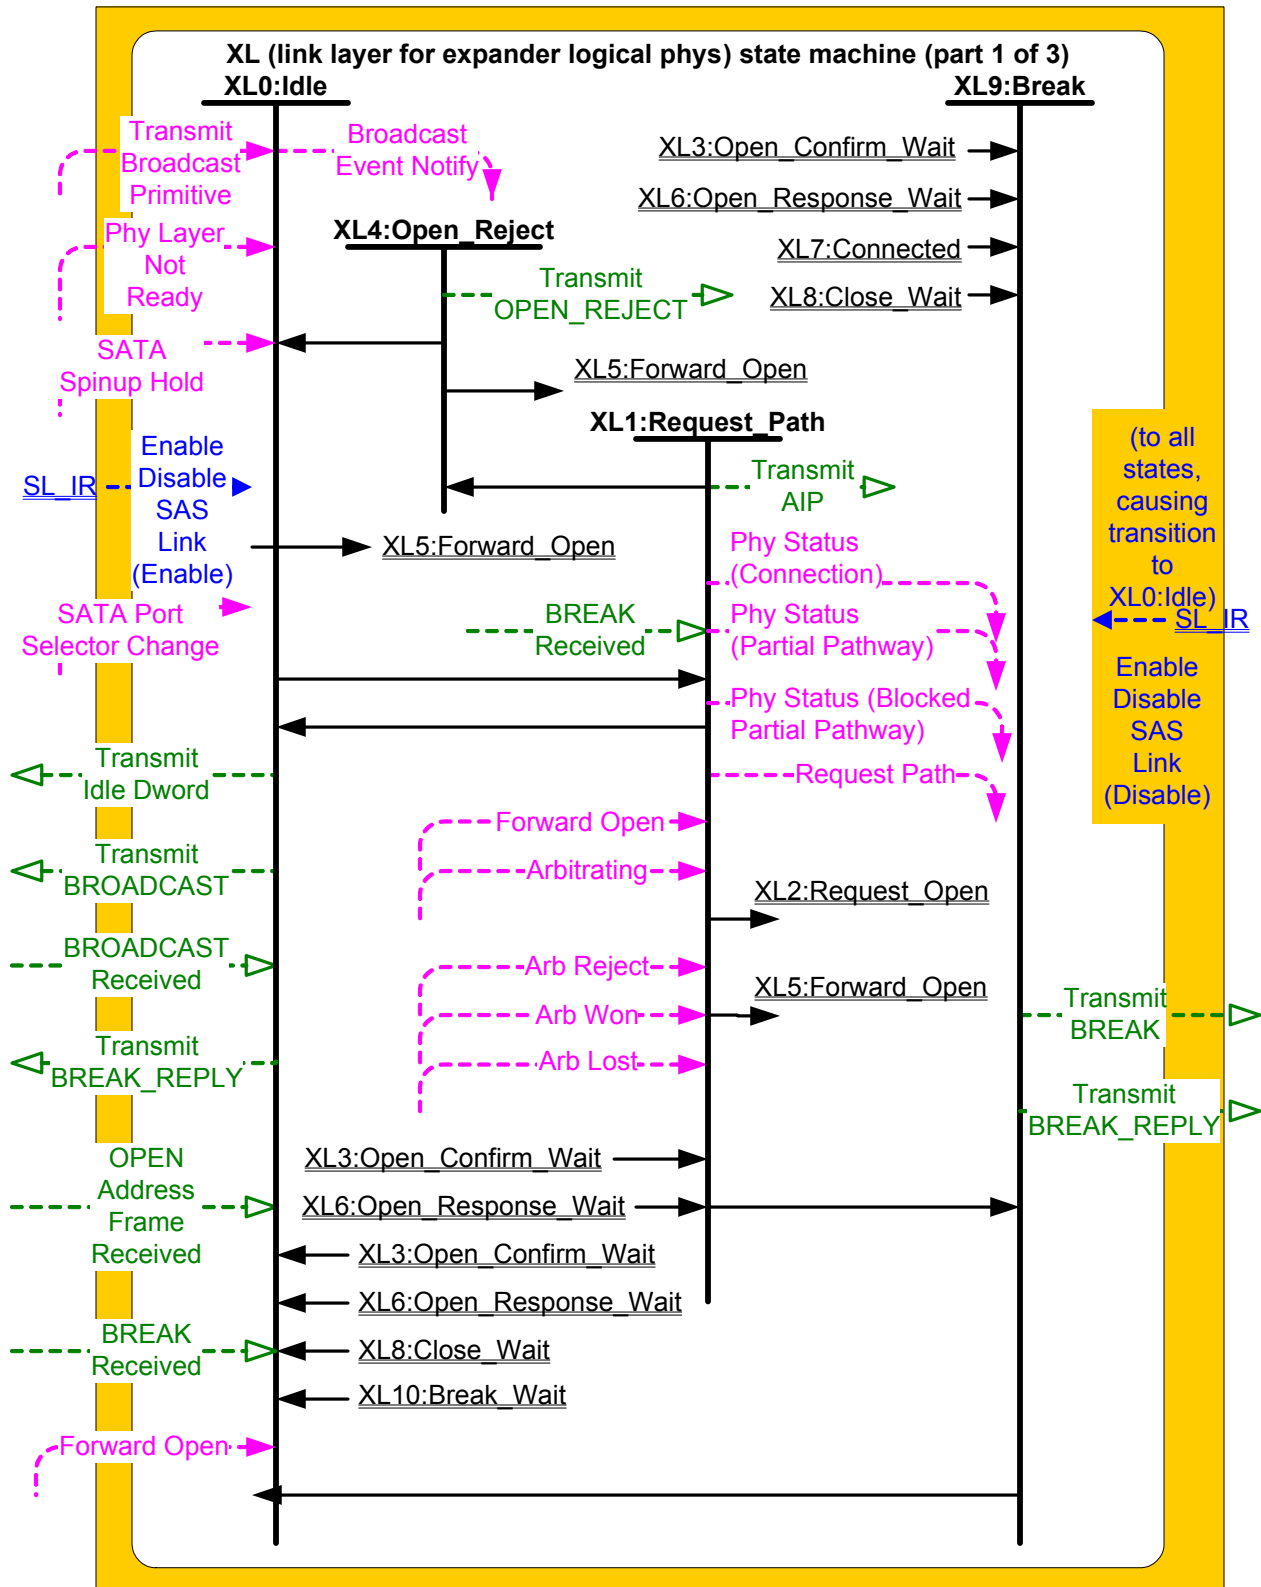 XL (link layer for expander logical phys) state machine (part 1 of 3)
XL0:Idle
XL9:Break
Transmit
Broadcast
Primitive
Broadcast
Event Notify
XL3:Open_Confirm_Wait
XL6:Open_Response_Wait
XL7:Connected
XL8:Close_Wait
Phy Layer
Not
Ready
XL4:Open_Reject
Transmit
OPEN_REJECT
SATA
Spinup Hold
XL5:Forward_Open
XL1:Request_Path
Enable
Disable
SAS
Link
(Enable)
SL_IR
Transmit
AIP
XL5:Forward_Open
(to all
states,
causing
transition
to
XL0:Idle)
SL_IR
Enable
Disable
SAS
Link
(Disable)
SATA Port
Selector Change
Phy Status
(Connection)
BREAK
Received
Phy Status
(Partial Pathway)
Phy Status (Blocked
Partial Pathway)
Request Path
Transmit
Idle Dword
Forward Open
Arbitrating
Transmit
BROADCAST
XL2:Request_Open
BROADCAST
Received
Arb Reject
XL5:Forward_Open
Arb Won
Transmit
BREAK
Transmit
BREAK_REPLY
Arb Lost
Transmit
BREAK_REPLY
OPEN
Address
Frame
Received
XL3:Open_Confirm_Wait
XL6:Open_Response_Wait
XL3:Open_Confirm_Wait
XL6:Open_Response_Wait
BREAK
Received
XL8:Close_Wait
XL10:Break_Wait
Forward Open